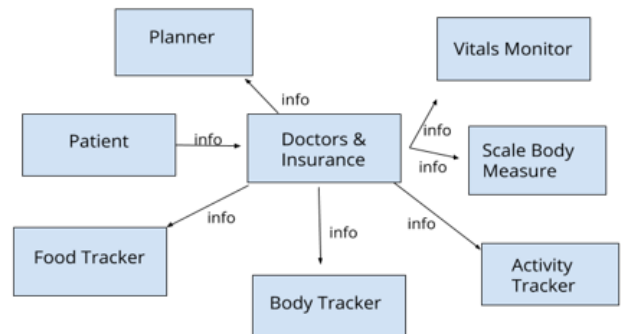 Planner
Vitals Monitor
info
Patient
info
Doctors &
Insurance
info
info
Scale Body
Measure
Food Tracker
info
info
info
Body Tracker
Activity
Tracker